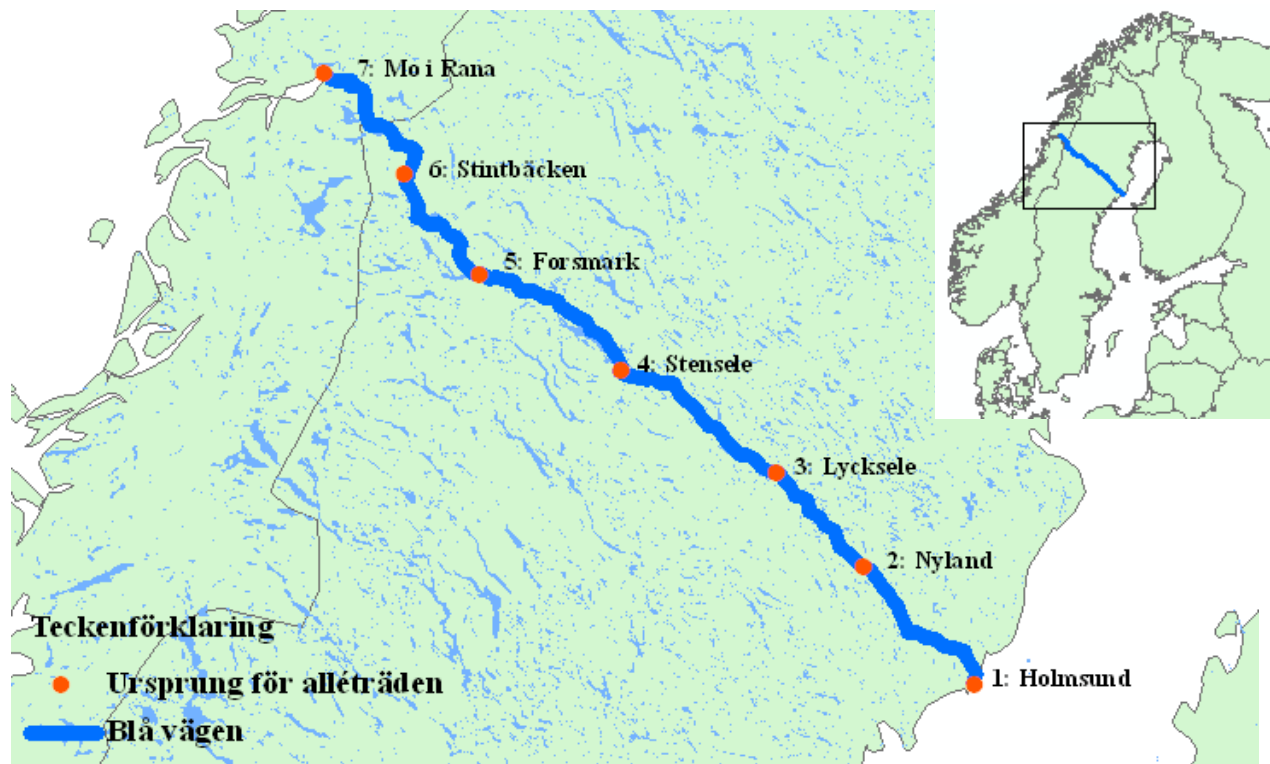 7: Mo i Rana
6: Stintbäcken
5: Forsmark
4: Stensele
3: Lycksele
2: Nyland
1: Holmsund
Teckenförklaring
Ursprung för alléträden
Blå vägen